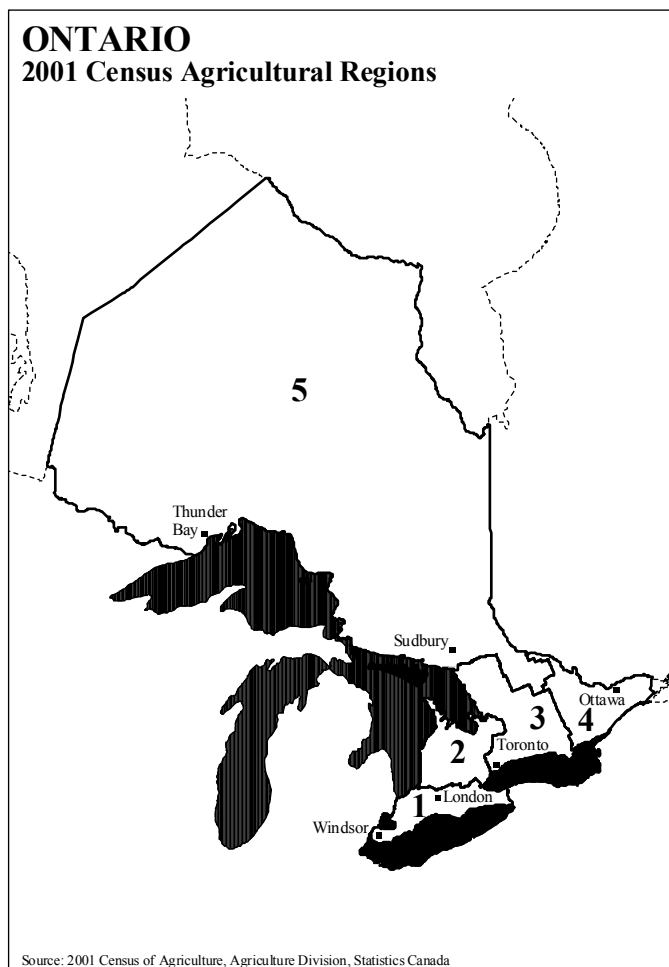 ONTARIO
2001 Census Agricultural Regions
5
Thunder
Bay
Sudbury
Ottawa
3
4
Toronto
2
1
London
Windsor
Source: 2001 Census of Agriculture, Agriculture Division, Statistics Canada